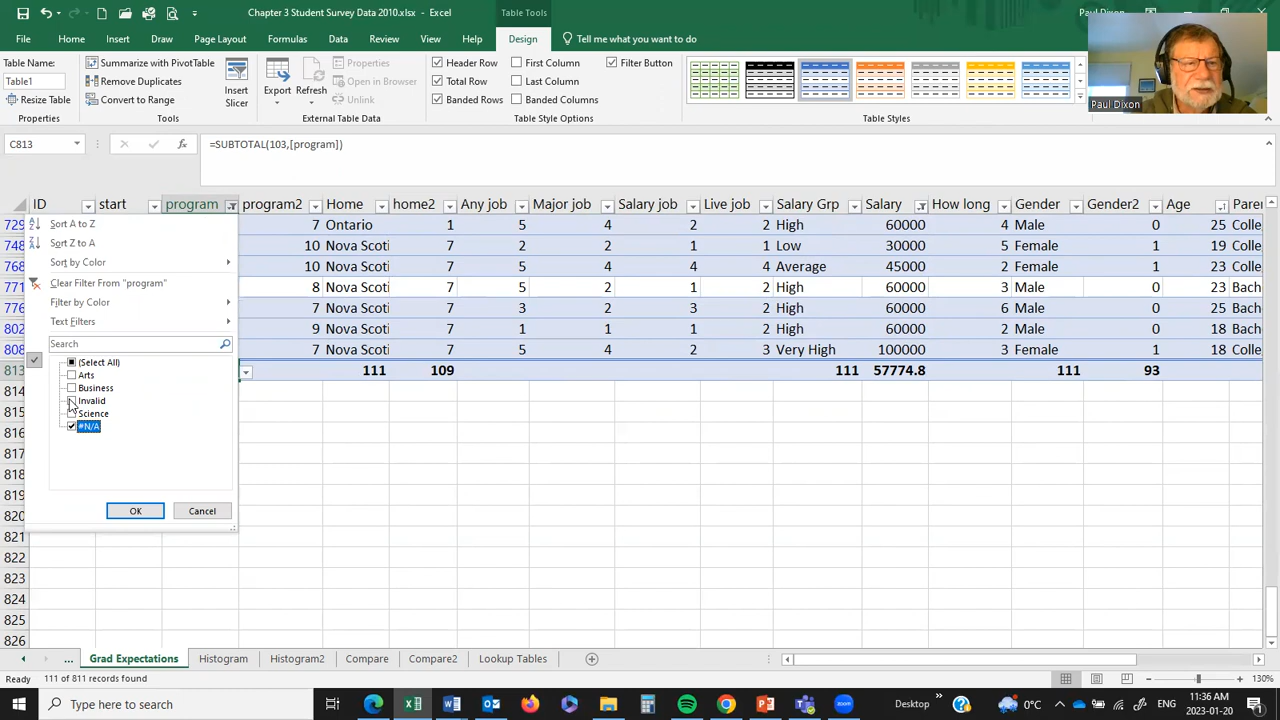 Chapter 3 Student Survey Data 2010.xlsx - Excel
Table Tools
Paul Dixon
File Home Insert Draw Page Layout Formulas Data Review View Help Design Tell me what you want to do
Table Name:
Table1
Resize Table
Properties
Summarize with PivotTable
Remove Duplicates
Convert to Range
Tools
Insert
Slicer
Export
Refresh
Properties
Open in Browser
Unlink
External Table Data
Header Row
Total Row
Banded Rows
First Column
Last Column
Banded Columns
Filter Button
Table Style Options
Table Styles
Paul Dixon
C813 =SUBTOTAL(103,[program])
ID start program program2 Home home2 Any job Major job Salary job Live job Salary Grp Salary How long Gender Gender2 Age Paren
729 7 Ontario 1 5 4 2 2 High 60000 4 Male 0 25 Colle
748 10 Nova Scoti 7 2 2 1 1 Low 30000 5 Female 1 19 Colle
768 10 Nova Scoti 7 5 4 4 4 Average 45000 2 Female 1 23 Colle
771 8 Nova Scoti 7 5 2 1 2 High 60000 3 Male 0 23 Bach
776 7 Nova Scoti 7 3 2 3 2 High 60000 6 Male 0 25 Bach
802 9 Nova Scoti 7 1 1 1 2 High 60000 2 Male 0 18 Bach
808 7 Nova Scoti 7 5 4 2 3 Very High 100000 3 Female 1 18 Colle
813 111 109 111 57774.8 111 93
814
815
816
817
818
819
820
821
822
823
824
825
826
Sort A to Z
Sort Z to A
Sort by Color
Clear Filter From "program"
Filter by Color
Text Filters
Search
(Select All)
Arts
Business
Invalid
Science
#N/A
OK Cancel
... Grad Expectations Histogram Histogram2 Compare Compare2 Lookup Tables
111 of 811 records found
130%
Type here to search
Desktop
0°C
ENG
11:36 AM
2023-01-20